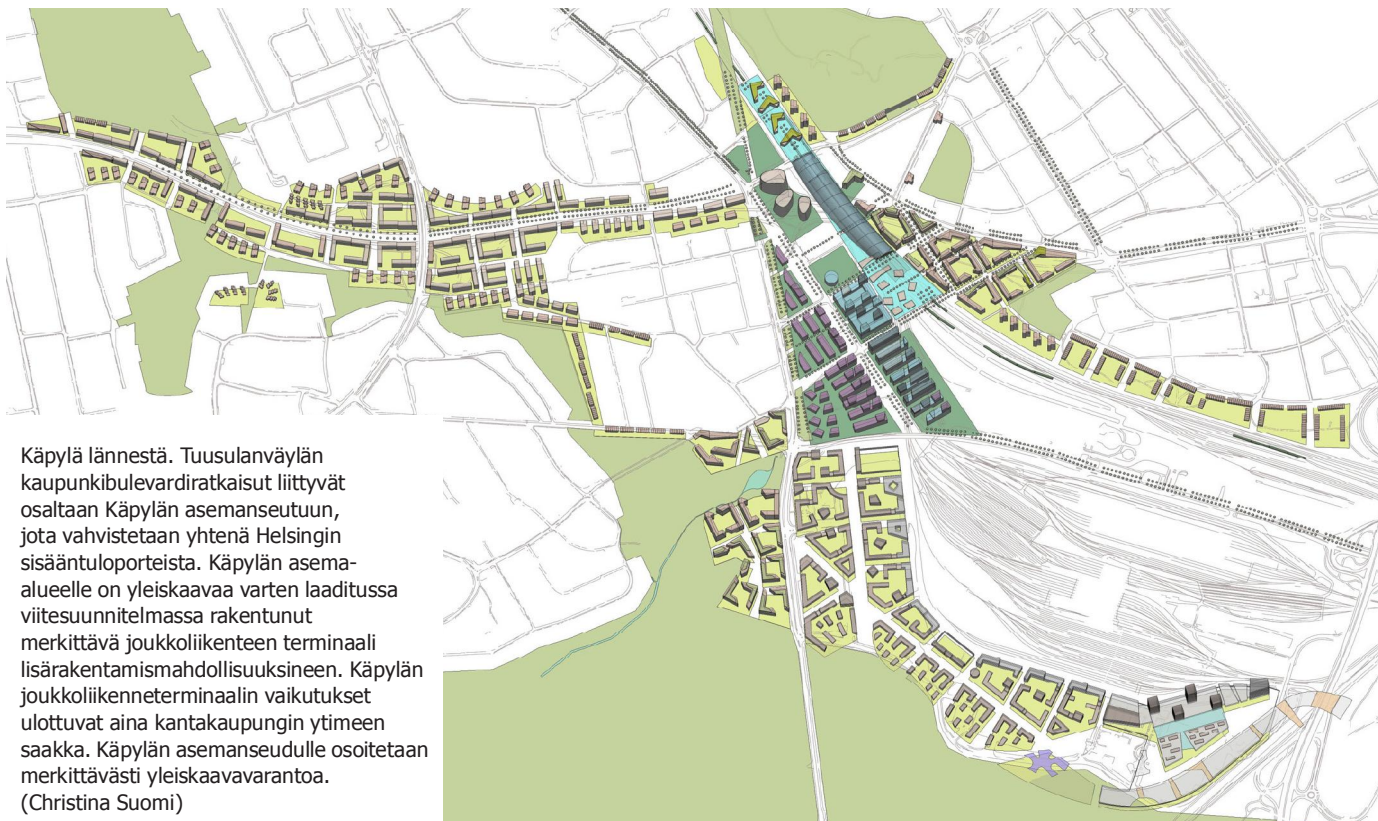 Käpylä lännestä. Tuusulanväylän
kaupunkibulevardiratkaisut liittyvät
osaltaan Käpylän asemanseutuun,
jota vahvistetaan yhtenä Helsingin
sisääntuloporteista. Käpylän asema-
alueelle on yleiskaavaa varten laaditussa
viitesuunnitelmassa rakentunut
merkittävä joukkoliikenteen terminaali
lisärakentamismahdollisuuksineen. Käpylän
joukkoliikenneterminaalin vaikutukset
ulottuvat aina kantakaupungin ytimeen
saakka. Käpylän asemanseudulle osoitetaan
merkittävästi yleiskaavavarantoa.
(Christina Suomi)